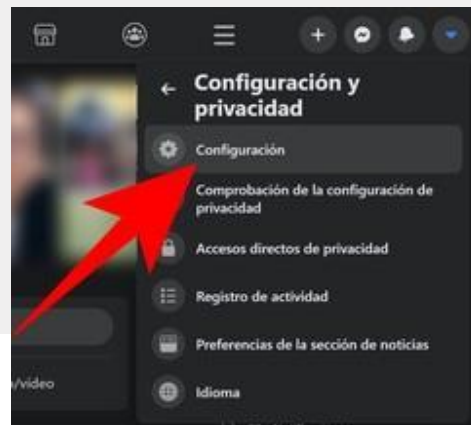 Configuración y
privacidad
Configuración
Comprobación de la configuración de
privacidad
Accesos directos de privacidad
Registro de actividad
Preferencias de la sección de noticias
/video
Idioma